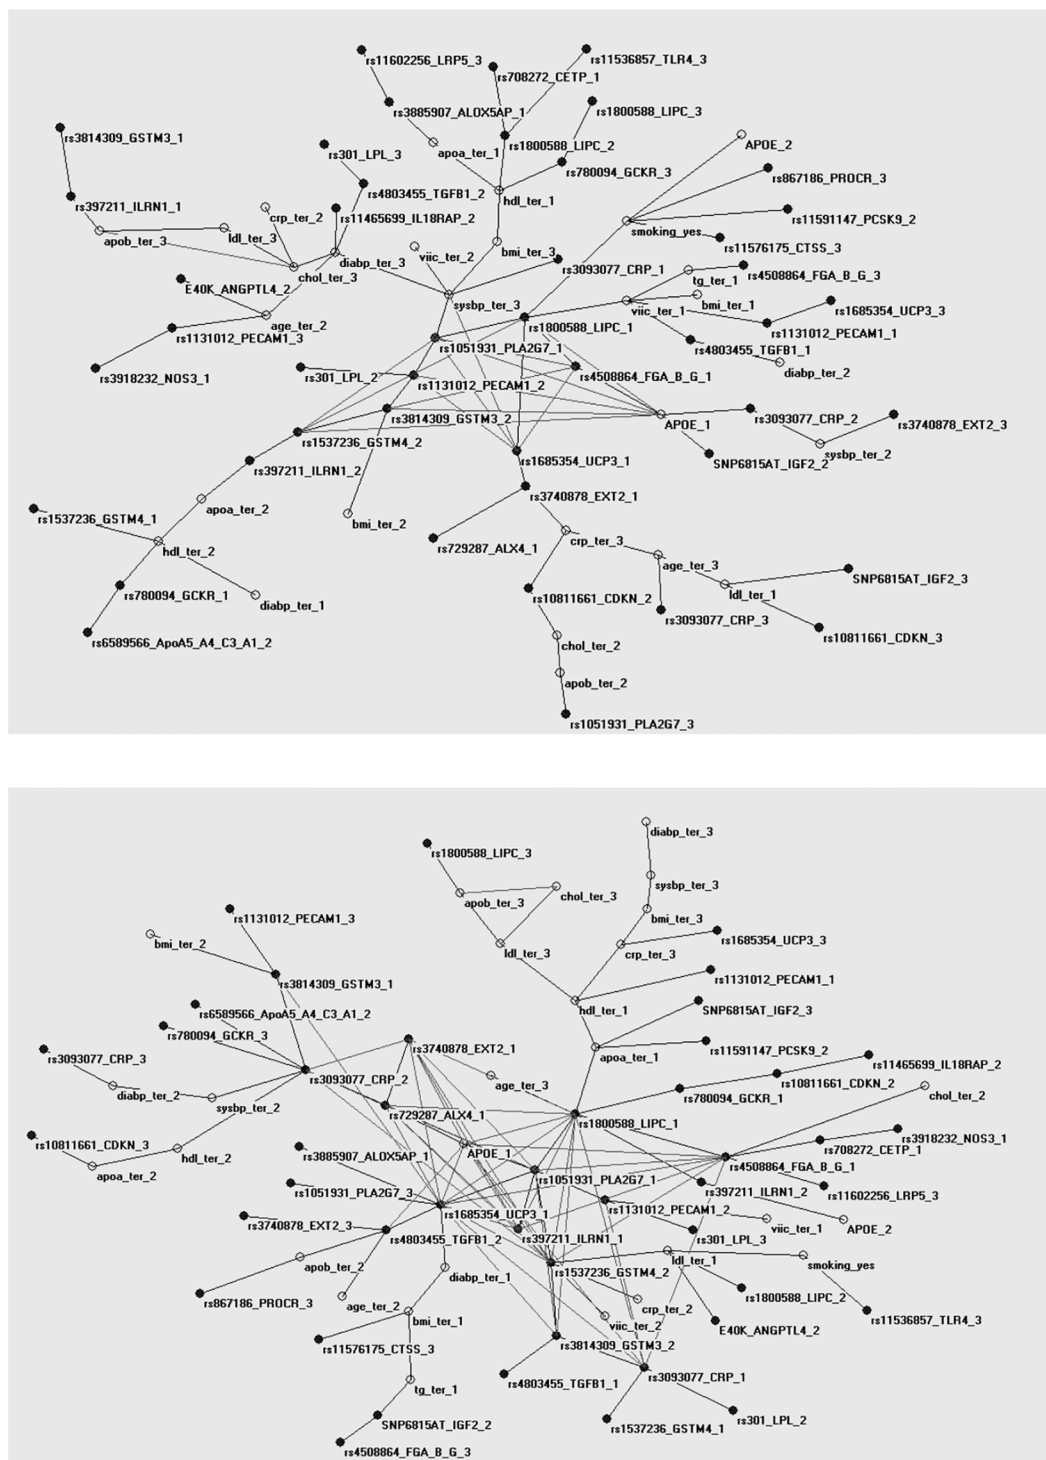 rs11602256_LRP5_3
rs11536857_TLR4_3
rs708272_CETP_1
rs3885907_ALOX5AP_1
rs1800588_LIPC_3
rs3814309_GSTM3_1
rs1800588_LIPC_2
APOE_2
apoa_ter_1
rs301_LPL_3
rs780094_GCKR_3
rs867186_PROCR_3
rs4803455_TGFB1_2
hdl_ter_1
rs397211_ILRN1_1
crp_ter_2
rs11465699_IL18RAP_2
rs11591147_PCSK9_2
smoking_yes
apob_ter_3
ldl_ter_3
rs11576175_CTSS_3
viic_ter_2
bmi_ter_3
diabp_ter_3
rs3093077_CRP_1
chol_ter_3
rs4508864_FGA_B_G_3
tg_ter_1
E40K_ANGPTL4_2
sysbp_ter_3
bmi_ter_1
rs1685354_UCP3_3
viic_ter_1
age_ter_2
rs1800588_LIPC_1
rs1131012_PECAM1_1
rs1131012_PECAM1_3
rs1051931_PLA2G7_1
rs4803455_TGFB1_1
diabp_ter_2
rs3918232_NOS3_1
rs301_LPL_2
rs4508864_FGA_B_G_1
rs1131012_PECAM1_2
rs3814309_GSTM3_2
APOE_1
rs3093077_CRP_2
rs3740878_EXT2_3
rs1537236_GSTM4_2
sysbp_ter_2
SNP6815AT_IGF2_2
rs1685354_UCP3_1
rs397211_ILRN1_2
rs3740878_EXT2_1
apoa_ter_2
rs1537236_GSTM4_1
bmi_ter_2
crp_ter_3
rs729287_ALX4_1
hdl_ter_2
age_ter_3
SNP6815AT_IGF2_3
rs780094_GCKR_1
ldl_ter_1
rs10811661_CDKN_2
diabp_ter_1
rs3093077_CRP_3
rs10811661_CDKN_3
rs6589566_ApoA5_A4_C3_A1_2
chol_ter_2
apob_ter_2
rs1051931_PLA2G7_3
diabp_ter_3
rs1800588_LIPC_3
sysbp_ter_3
chol_ter_3
apob_ter_3
rs1131012_PECAM1_3
bmi_ter_3
bmi_ter_2
rs1685354_UCP3_3
ldl_ter_3
crp_ter_3
rs1131012_PECAM1_1
rs3814309_GSTM3_1
hdl_ter_1
SNP6815AT_IGF2_3
rs6589566_ApoA5_A4_C3_A1_2
rs780094_GCKR_3
rs3740878_EXT2_1
rs11591147_PCSK9_2
rs3093077_CRP_3
apoa_ter_1
rs11465699_IL18RAP_2
rs3093077_CRP_2
age_ter_3
rs10811661_CDKN_2
diabp_ter_2
rs780094_GCKR_1
chol_ter_2
sysbp_ter_2
rs729287_ALX4_1
rs1800588_LIPC_1
rs3918232_NOS3_1
rs10811661_CDKN_3
rs708272_CETP_1
rs3885907_ALOX5AP_1
APOE_1
hdl_ter_2
rs4508864_FGA_B_G_1
apoa_ter_2
rs1051931_PLA2G7_1
rs1051931_PLA2G7_3
rs397211_ILRN1_2
rs11602256_LRP5_3
rs1685354_UCP3_1
rs1131012_PECAM1_2
viic_ter_1
APOE_2
rs3740878_EXT2_3
rs4803455_TGFB1_2
rs397211_ILRN1_1
rs301_LPL_3
apob_ter_2
ldl_ter_1
smoking_yes
diabp_ter_1
rs1537236_GSTM4_2
rs867186_PROCR_3
age_ter_2
crp_ter_2
rs1800588_LIPC_2
bmi_ter_1
viic_ter_2
rs11536857_TLR4_3
E40K_ANGPTL4_2
rs11576175_CTSS_3
rs3814309_GSTM3_2
rs4803455_TGFB1_1
rs3093077_CRP_1
tg_ter_1
SNP6815AT_IGF2_2
rs301_LPL_2
rs1537236_GSTM4_1
rs4508864_FGA_B_G_3